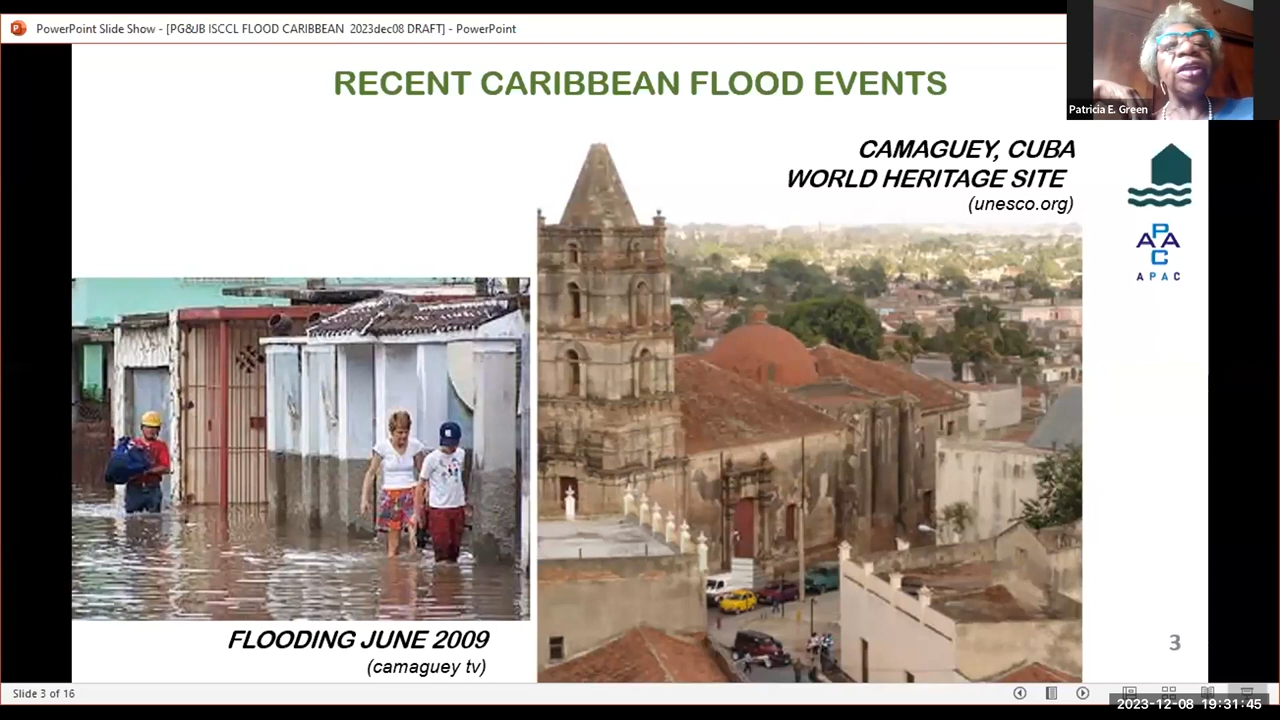 PowerPoint Slide Show - [PG&JB ISCCL FLOOD CARIBBEAN 2023dec08 DRAFT] - PowerPoint
Patricia E. Green
RECENT CARIBBEAN FLOOD EVENTS
CAMAGUEY, CUBA
WORLD HERITAGE SITE
(unesco.org)
APAC
APAC
FLOODING JUNE 2009
(camaguey tv)
3
Slide 3 of 16
2023-12-08 19:31:45